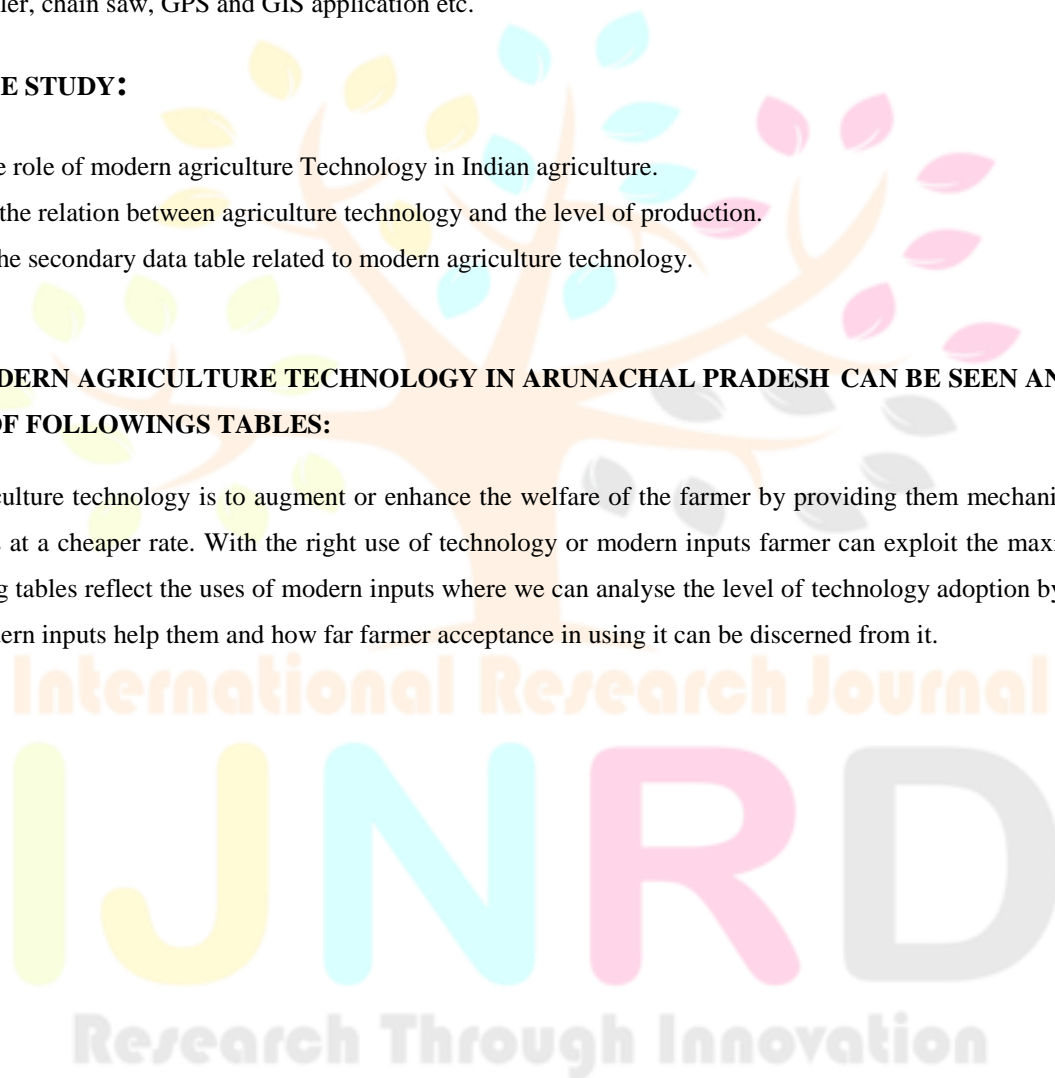 ler, chain saw, GPS and GIS application etc.
E STUDY:
e role of modern agriculture Technology in Indian agriculture.
the relation between agriculture technology and the level of production.
he secondary data table related to modern agriculture technology.
DERN AGRICULTURE TECHNOLOGY IN ARUNACHAL PRADESH CAN BE SEEN AN
OF FOLLOWINGS TABLES:
culture technology is to augment or enhance the welfare of the farmer by providing them mechani
s at a cheaper rate. With the right use of technology or modern inputs farmer can exploit the max
g tables reflect the uses of modern inputs where we can analyse the level of technology adoption by
dern inputs help them and how far farmer acceptance in using it can be discerned from it.
International Research Journal
IJNRD
Research Through Innovation